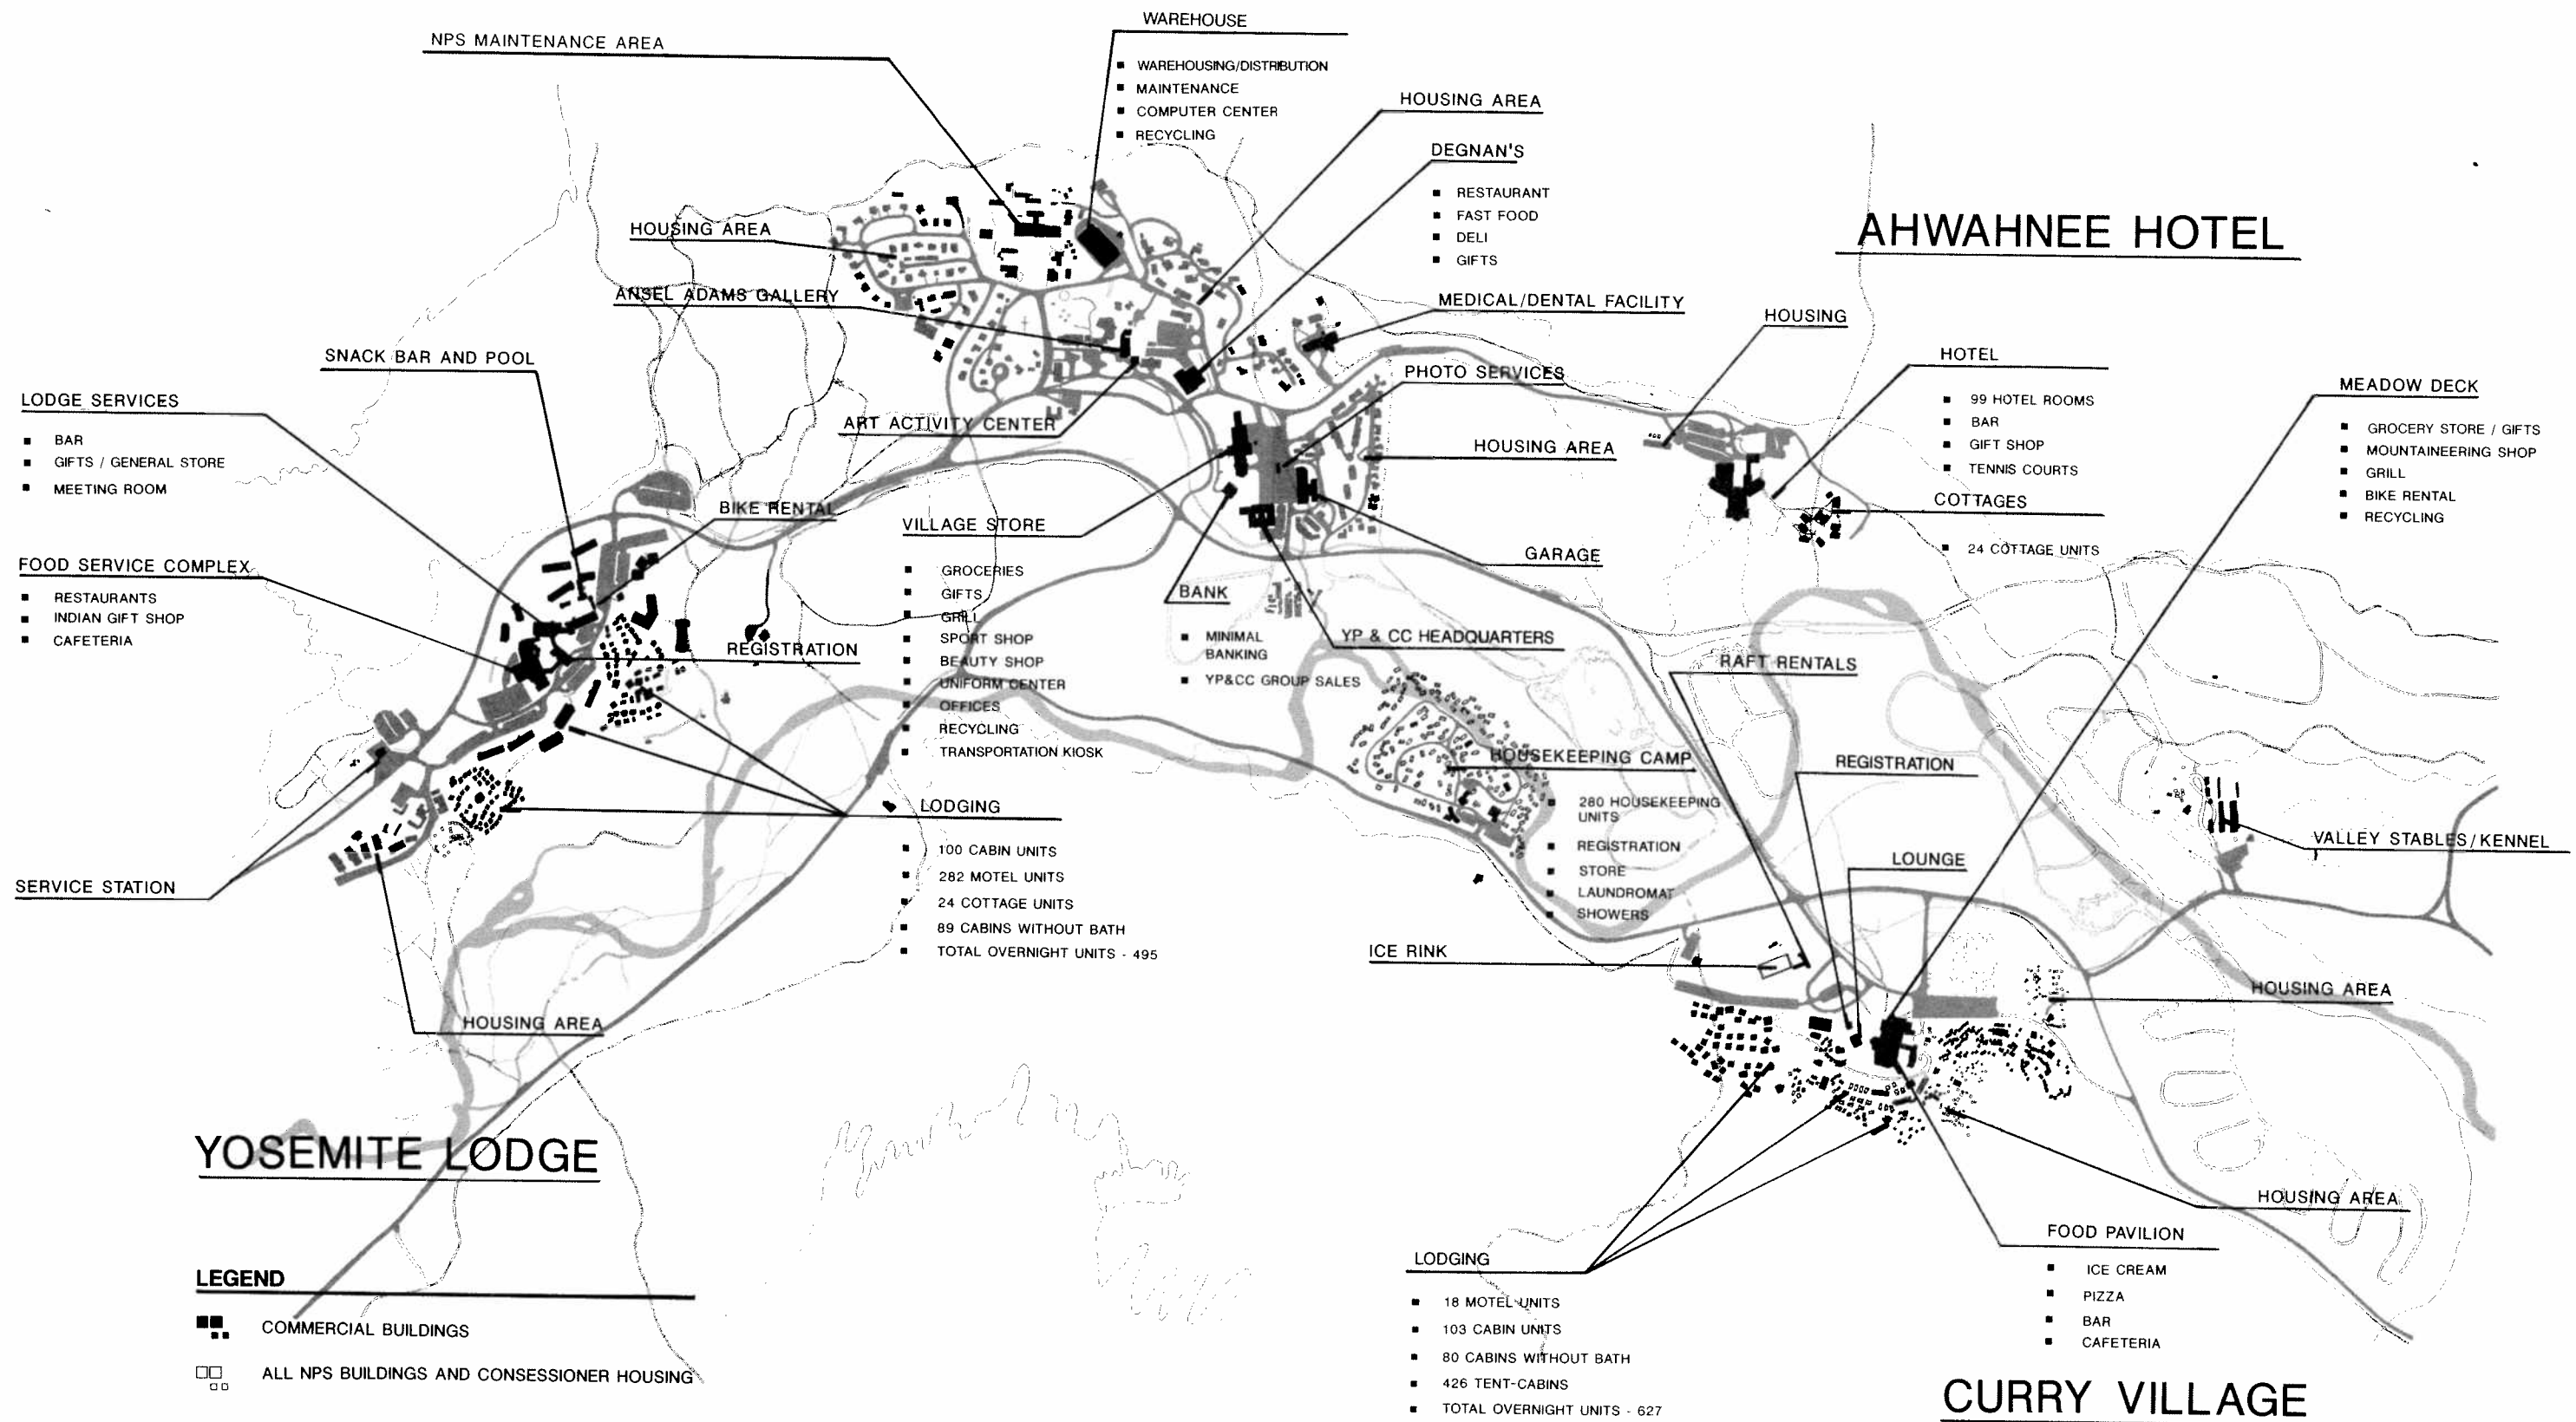 WAREHOUSE
WAREHOUSING/DISTRIBUTION
MAINTENANCE
COMPUTER CENTER
RECYCLING
NPS MAINTENANCE AREA
HOUSING AREA
DEGNAN'S
RESTAURANT
FAST FOOD
DELI
GIFTS
AHWAHNEE HOTEL
HOUSING AREA
ANSEL ADAMS GALLERY
MEDICAL/DENTAL FACILITY
HOUSING
HOTEL
99 HOTEL ROOMS
BAR
GIFT SHOP
TENNIS COURTS
COTTAGES
24 COTTAGE UNITS
MEADOW DECK
GROCERY STORE / GIFTS
MOUNTAINEERING SHOP
GRILL
BIKE RENTAL
RECYCLING
SNACK BAR AND POOL
LODGE SERVICES
BAR
GIFTS / GENERAL STORE
MEETING ROOM
PHOTO SERVICES
ART ACTIVITY CENTER
HOUSING AREA
BIKE RENTAL
VILLAGE STORE
GROCERIES
GIFTS
GRILL
SPORT SHOP
BEAUTY SHOP
UNIFORM CENTER
OFFICES
RECYCLING
TRANSPORTATION KIOSK
GARAGE
FOOD SERVICE COMPLEX
RESTAURANTS
INDIAN GIFT SHOP
CAFETERIA
BANK
MINIMAL
BANKING
YP&CC GROUP SALES
YP & CC HEADQUARTERS
REGISTRATION
RAFT RENTALS
HOUSEKEEPING CAMP
280 HOUSEKEEPING
UNITS
REGISTRATION
STORE
LAUNDROMAT
SHOWERS
REGISTRATION
LODGING
100 CABIN UNITS
282 MOTEL UNITS
24 COTTAGE UNITS
89 CABINS WITHOUT BATH
TOTAL OVERNIGHT UNITS - 495
VALLEY STABLES/KENNEL
LOUNGE
SERVICE STATION
ICE RINK
HOUSING AREA
HOUSING AREA
YOSEMITE LODGE
HOUSING AREA
FOOD PAVILION
ICE CREAM
PIZZA
BAR
CAFETERIA
LODGING
18 MOTEL UNITS
103 CABIN UNITS
80 CABINS WITHOUT BATH
426 TENT-CABINS
TOTAL OVERNIGHT UNITS - 627
LEGEND
COMMERCIAL BUILDINGS
ALL NPS BUILDINGS AND CONSESSIONER HOUSING
CURRY VILLAGE